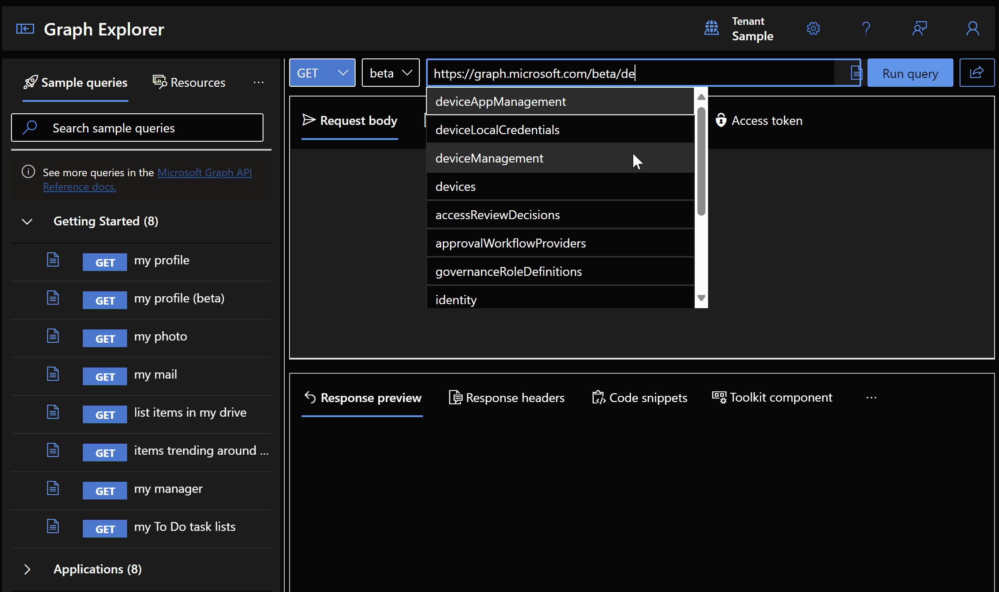 Graph Explorer
Tenant
Sample
Sample queries
Resources
Search sample queries
See more queries in the Microsoft Graph API
Reference docs.
Getting Started (8)
GET my profile
GET my profile (beta)
GET my photo
GET my mail
GET list items in my drive
GET items trending around ...
GET my manager
GET my To Do task lists
Applications (8)
GET
beta
https://graph.microsoft.com/beta/de
Run query
deviceAppManagement
deviceLocalCredentials
deviceManagement
devices
accessReviewDecisions
approvalWorkflowProviders
governanceRoleDefinitions
identity
Request body
Access token
Response preview
Response headers
Code snippets
Toolkit component